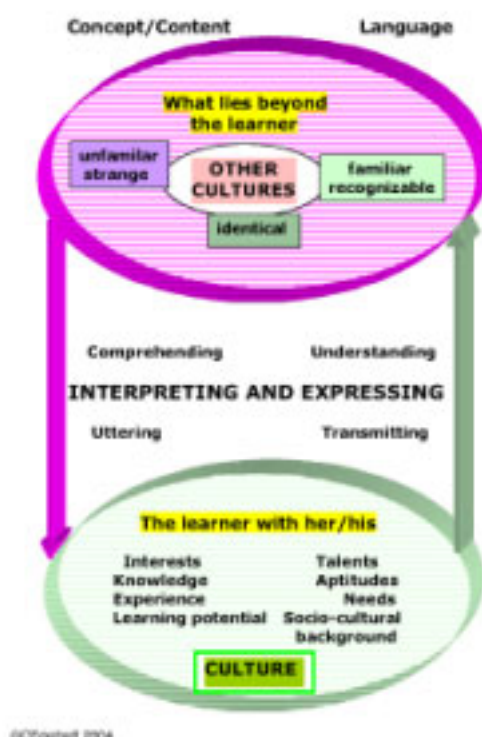 Concept/Content Language
What lies beyond
the learner
unfamilar
strange
OTHER
CULTURES
familiar
recognizable
identical
Comprehending Understanding
INTERPRETING AND EXPRESSING
Uttering Transmitting
The learner with her/his
Interests Talents
Knowledge Aptitudes
Experience Needs
Learning potential Socio-cultural
background
CULTURE
2004